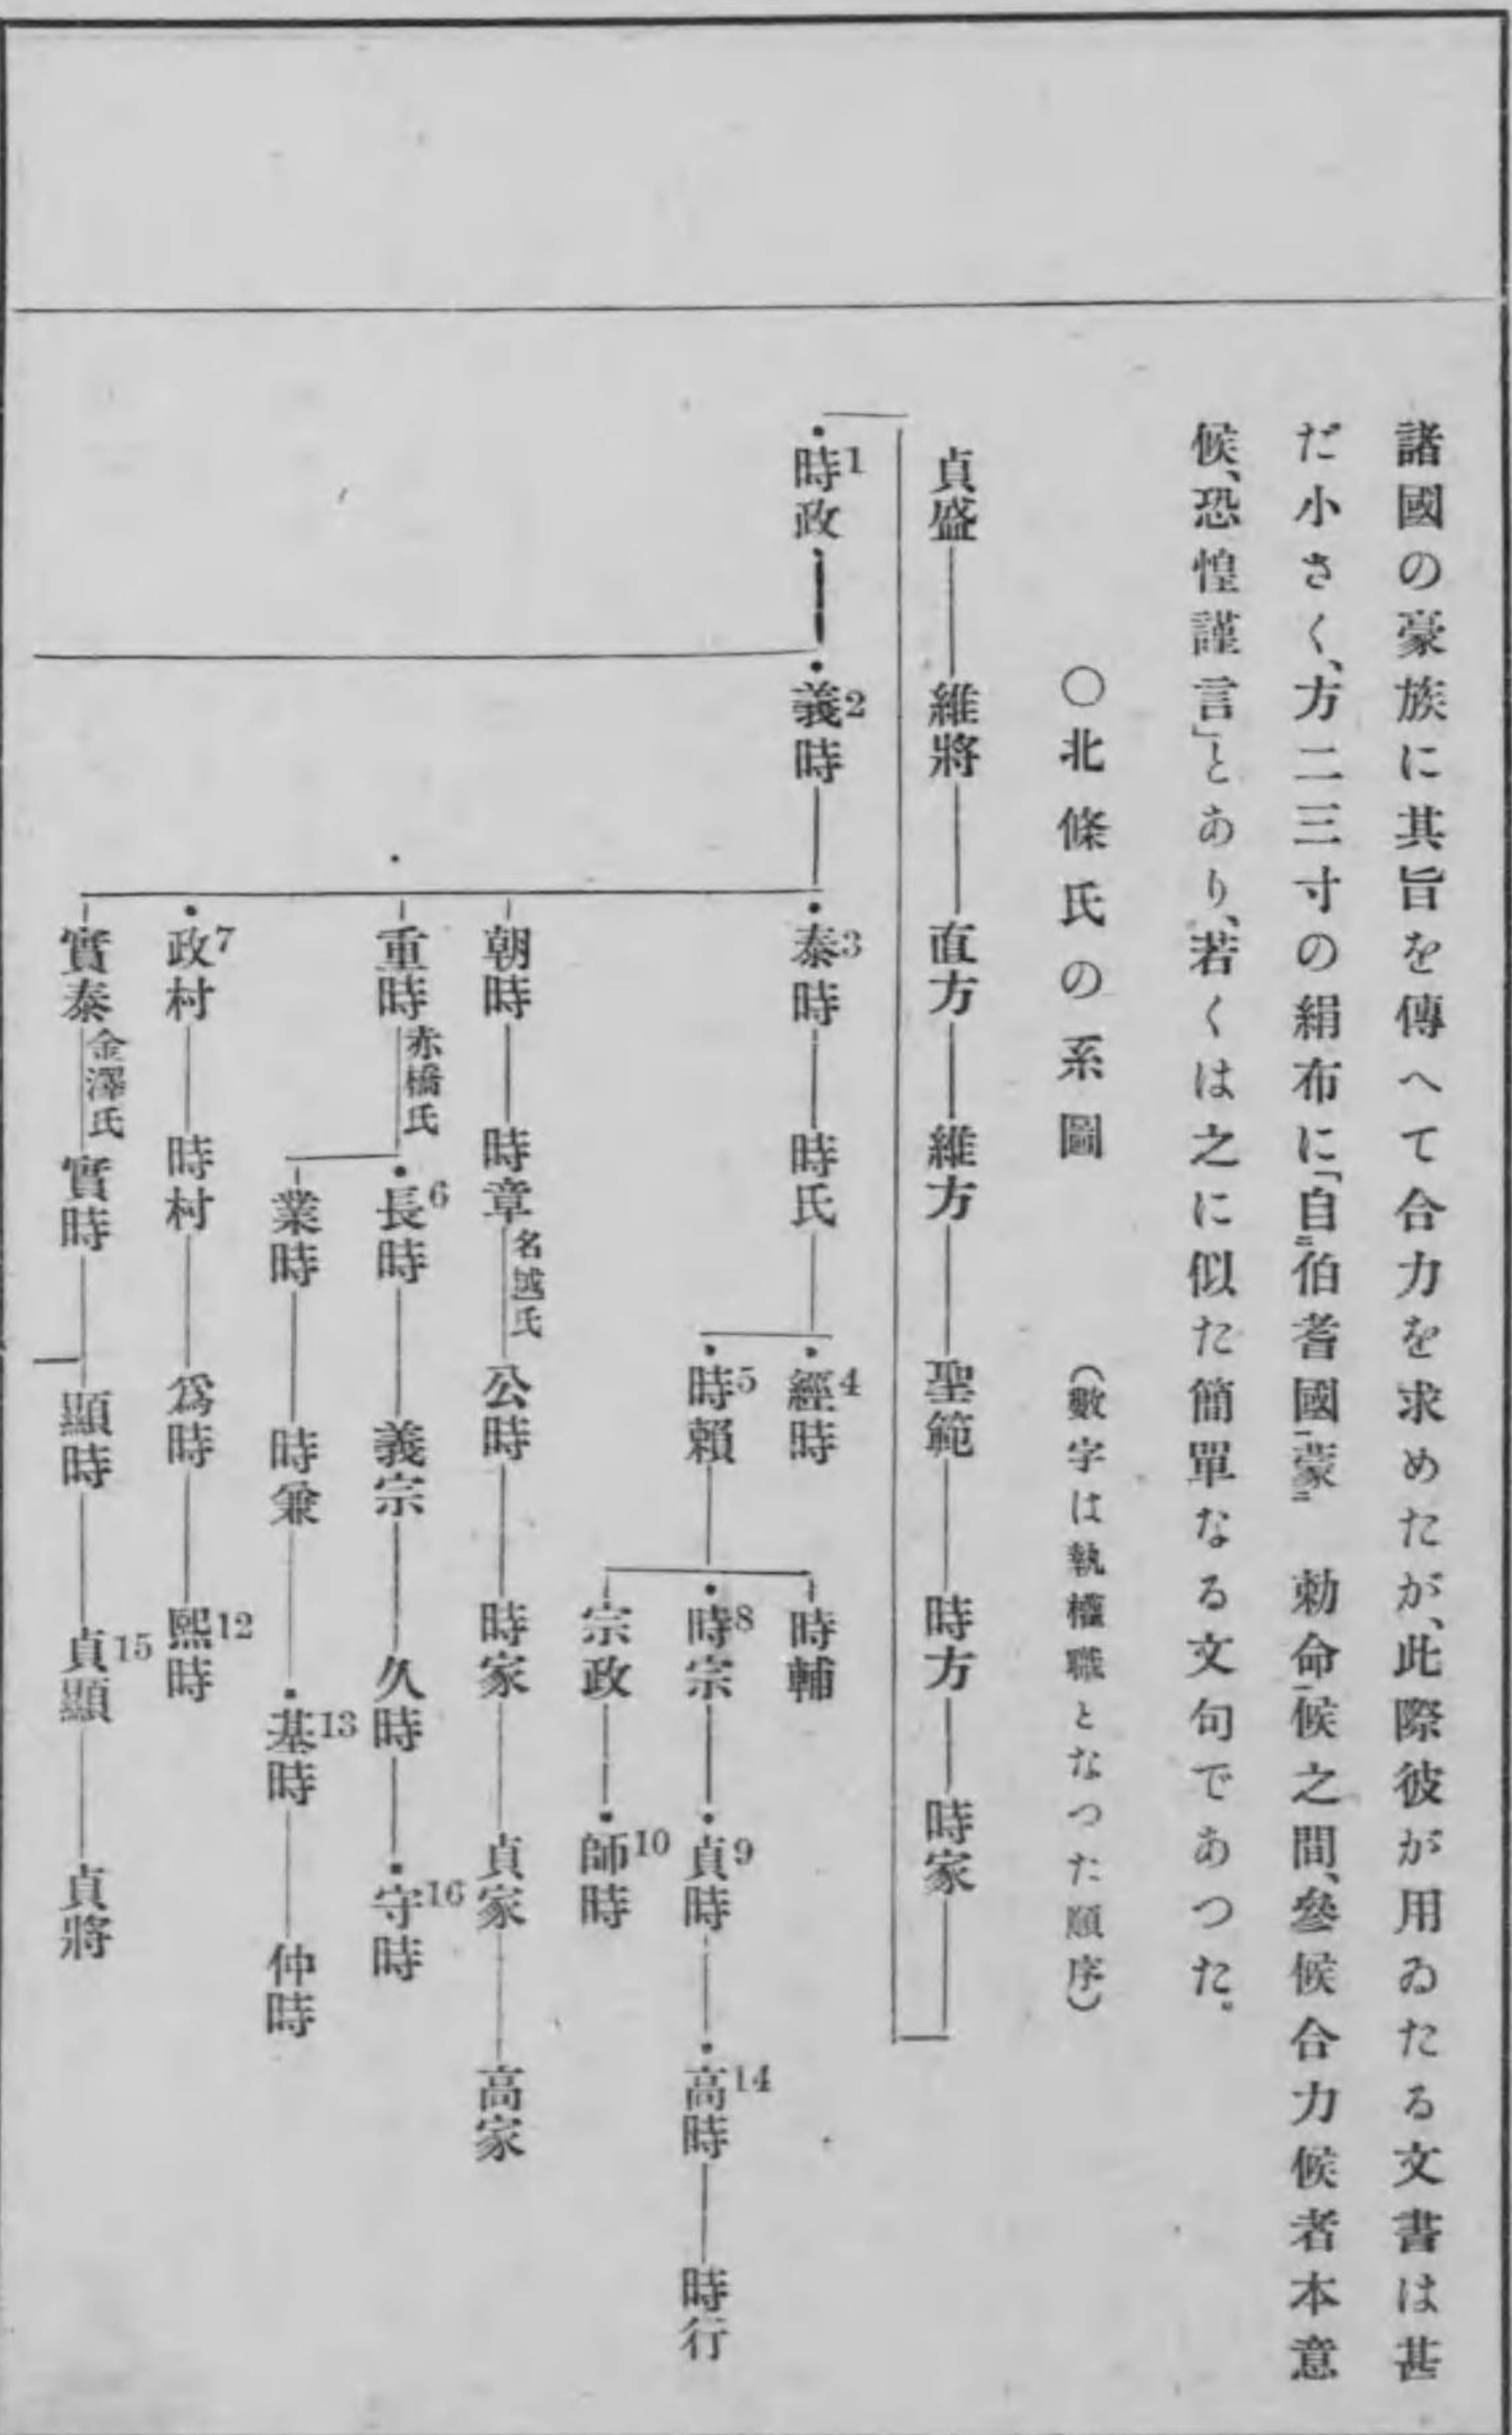 諸國の豪族に其旨を傳へて合力を求めたが、此際彼が用ゐたる文書は甚
だ小さく、方二三寸の絹布に「自₌伯耆國₋蒙₌　勅命₋候之間、參候合力候者本意
候、恐惶謹言」とあり、若くは之に似た簡單なる文句であつた。
〇北條氏の系圖　（數字は執權職となつた順序）
貞盛―維將―直方―維方―聖範―時方―時家
・時政1―・義時2―・泰時3―時氏―・經時4
時輔
・時賴5―・時宗8―・貞時9―・高時14―時行
宗政―・師時10
朝時―時章 名越氏―公時―時家―貞家―高家
重時 赤橋氏―・長時6―義宗―久時―・守時16
業時―時兼―・基時13―仲時
・政村7―時村―爲時―熙時12
實泰 金澤氏―實時―顯時―貞顯15―貞將